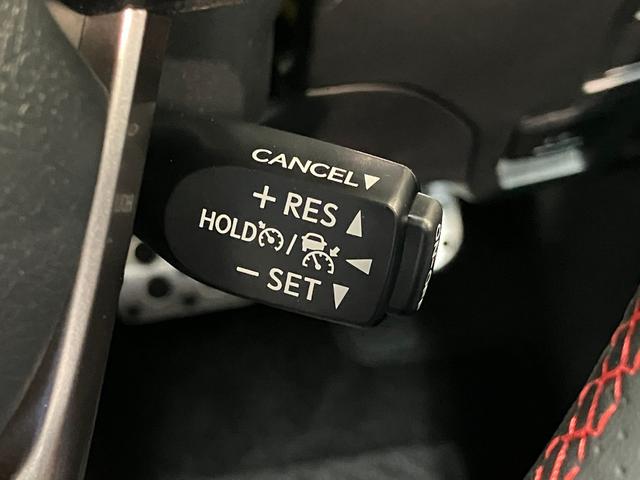 CANCEL▼
+ RES ▲
HOLD / ◀
− SET ▼